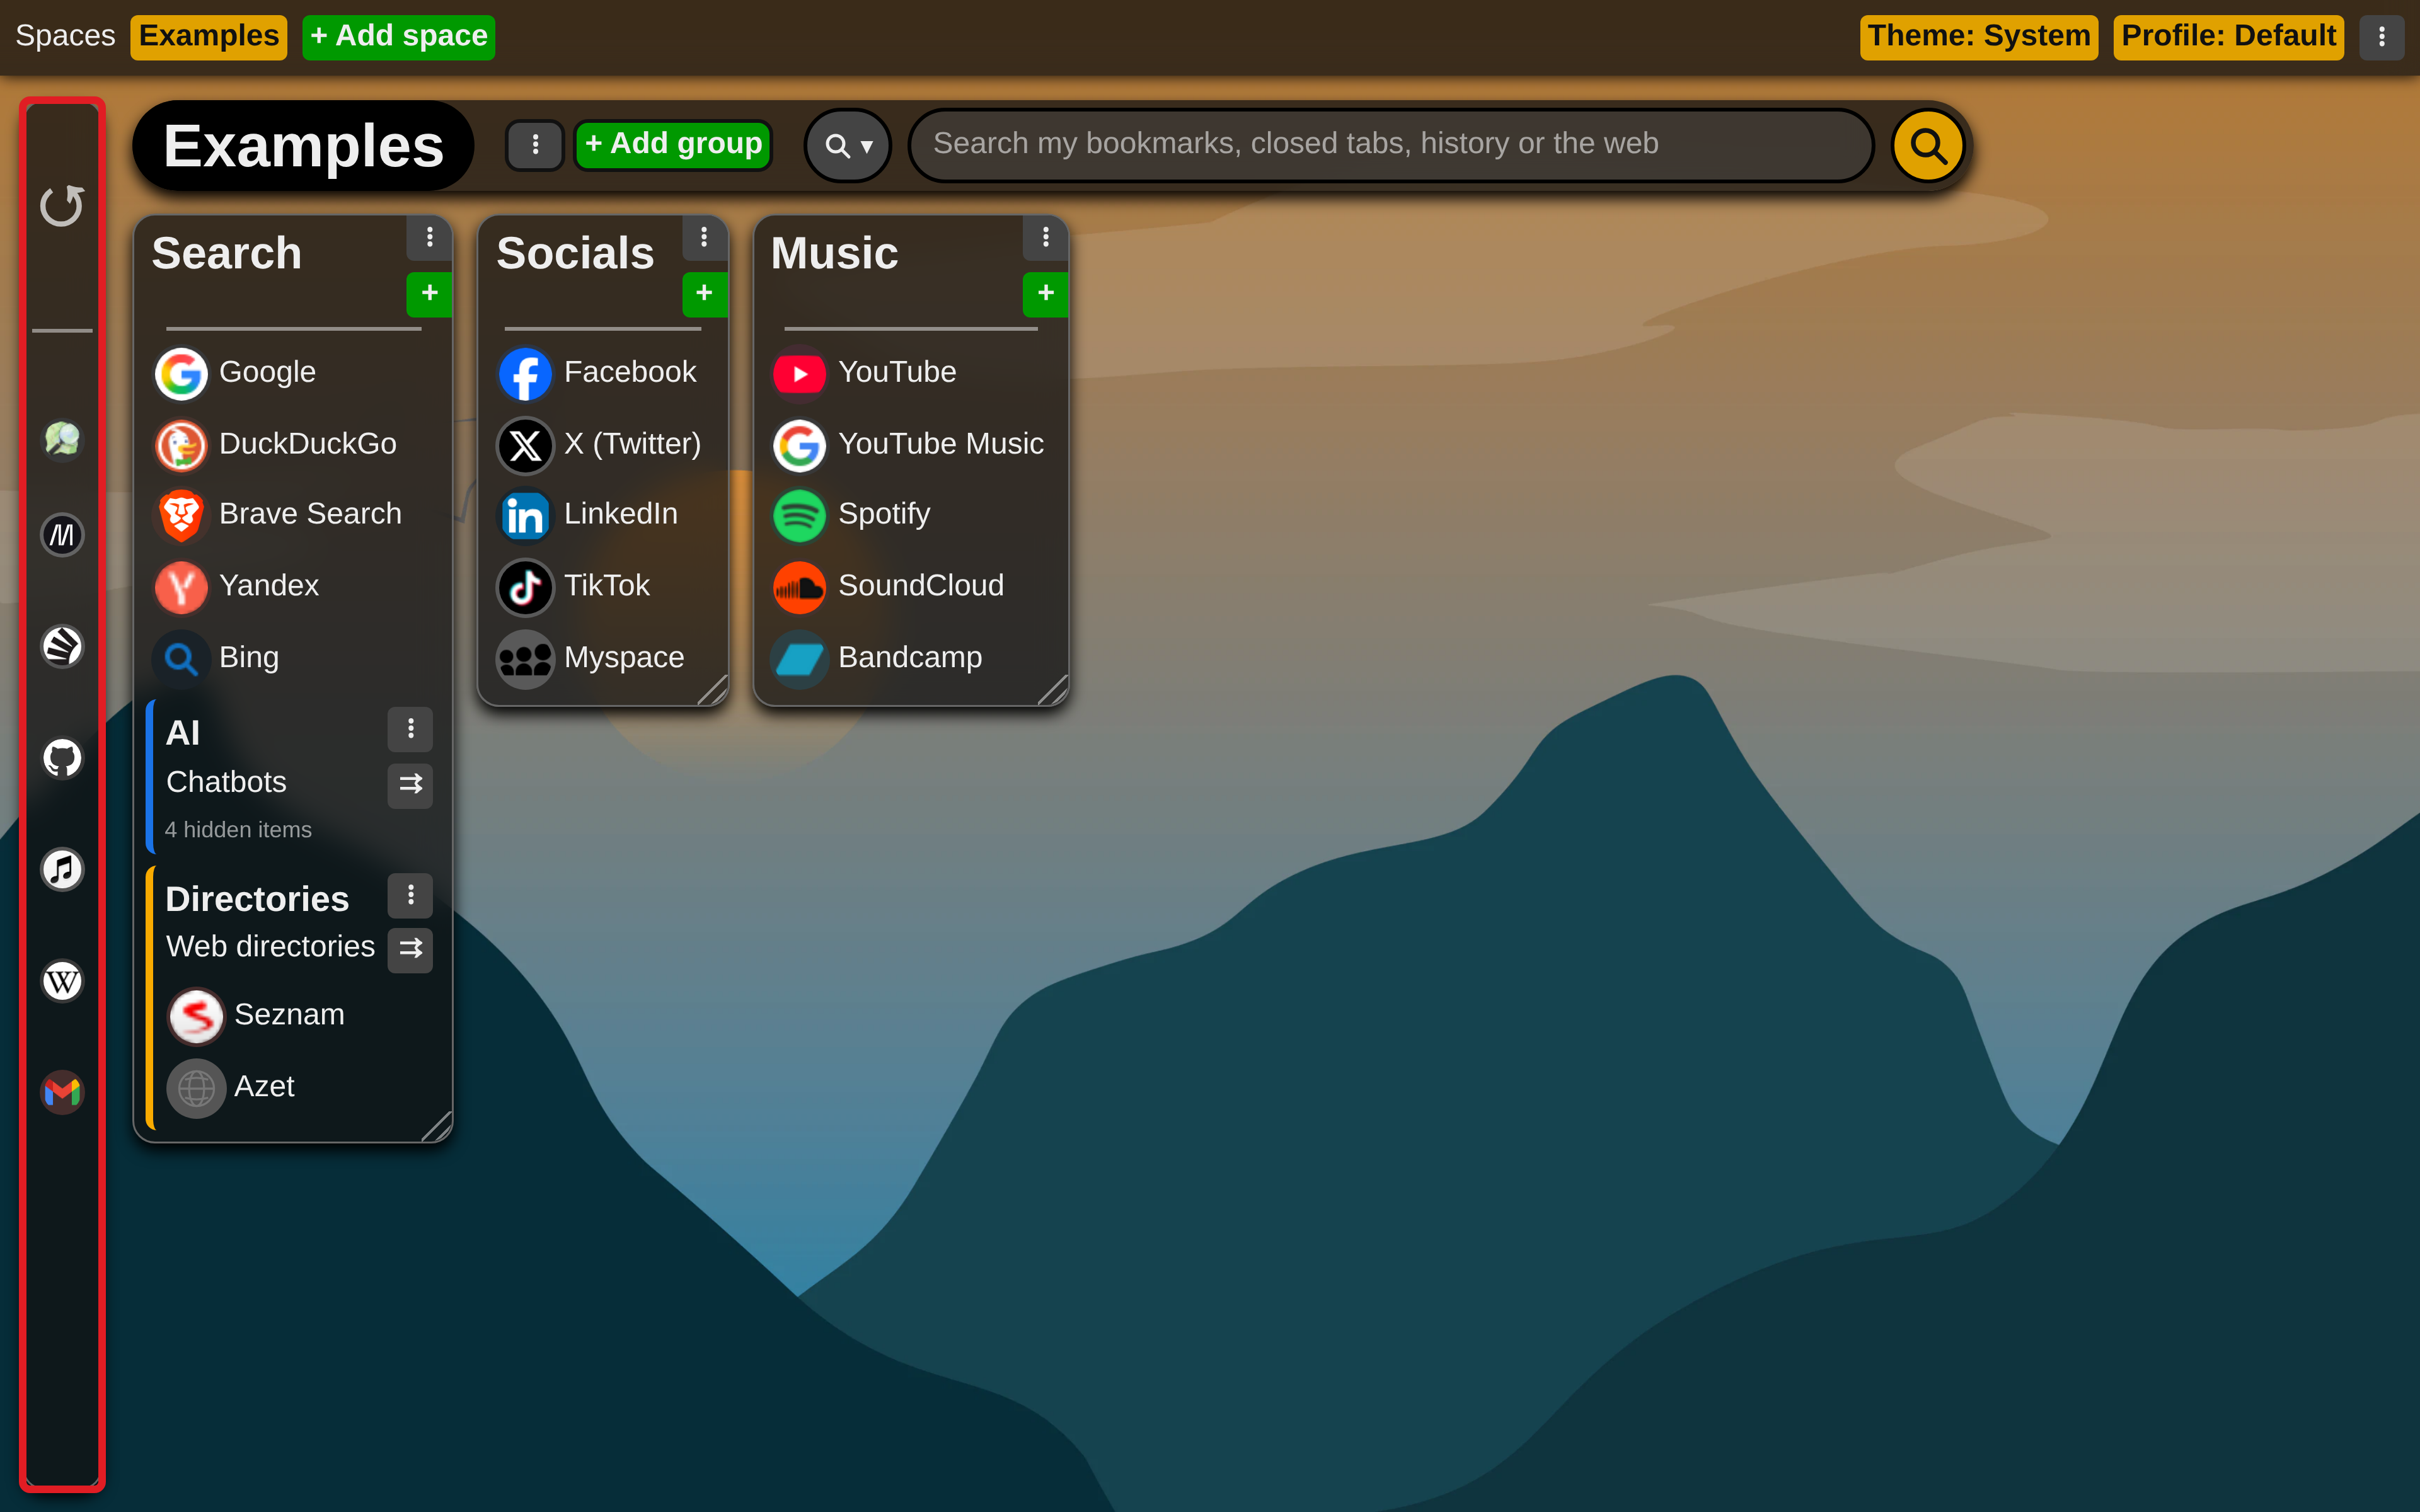 Spaces Examples + Add space Theme: System Profile: Default
Examples + Add group Search my bookmarks, closed tabs, history or the web
Search
Google
DuckDuckGo
Brave Search
Yandex
Bing
AI
Chatbots
4 hidden items
Directories
Web directories
Seznam
Azet
Socials
Facebook
X (Twitter)
LinkedIn
TikTok
Myspace
Music
YouTube
YouTube Music
Spotify
SoundCloud
Bandcamp